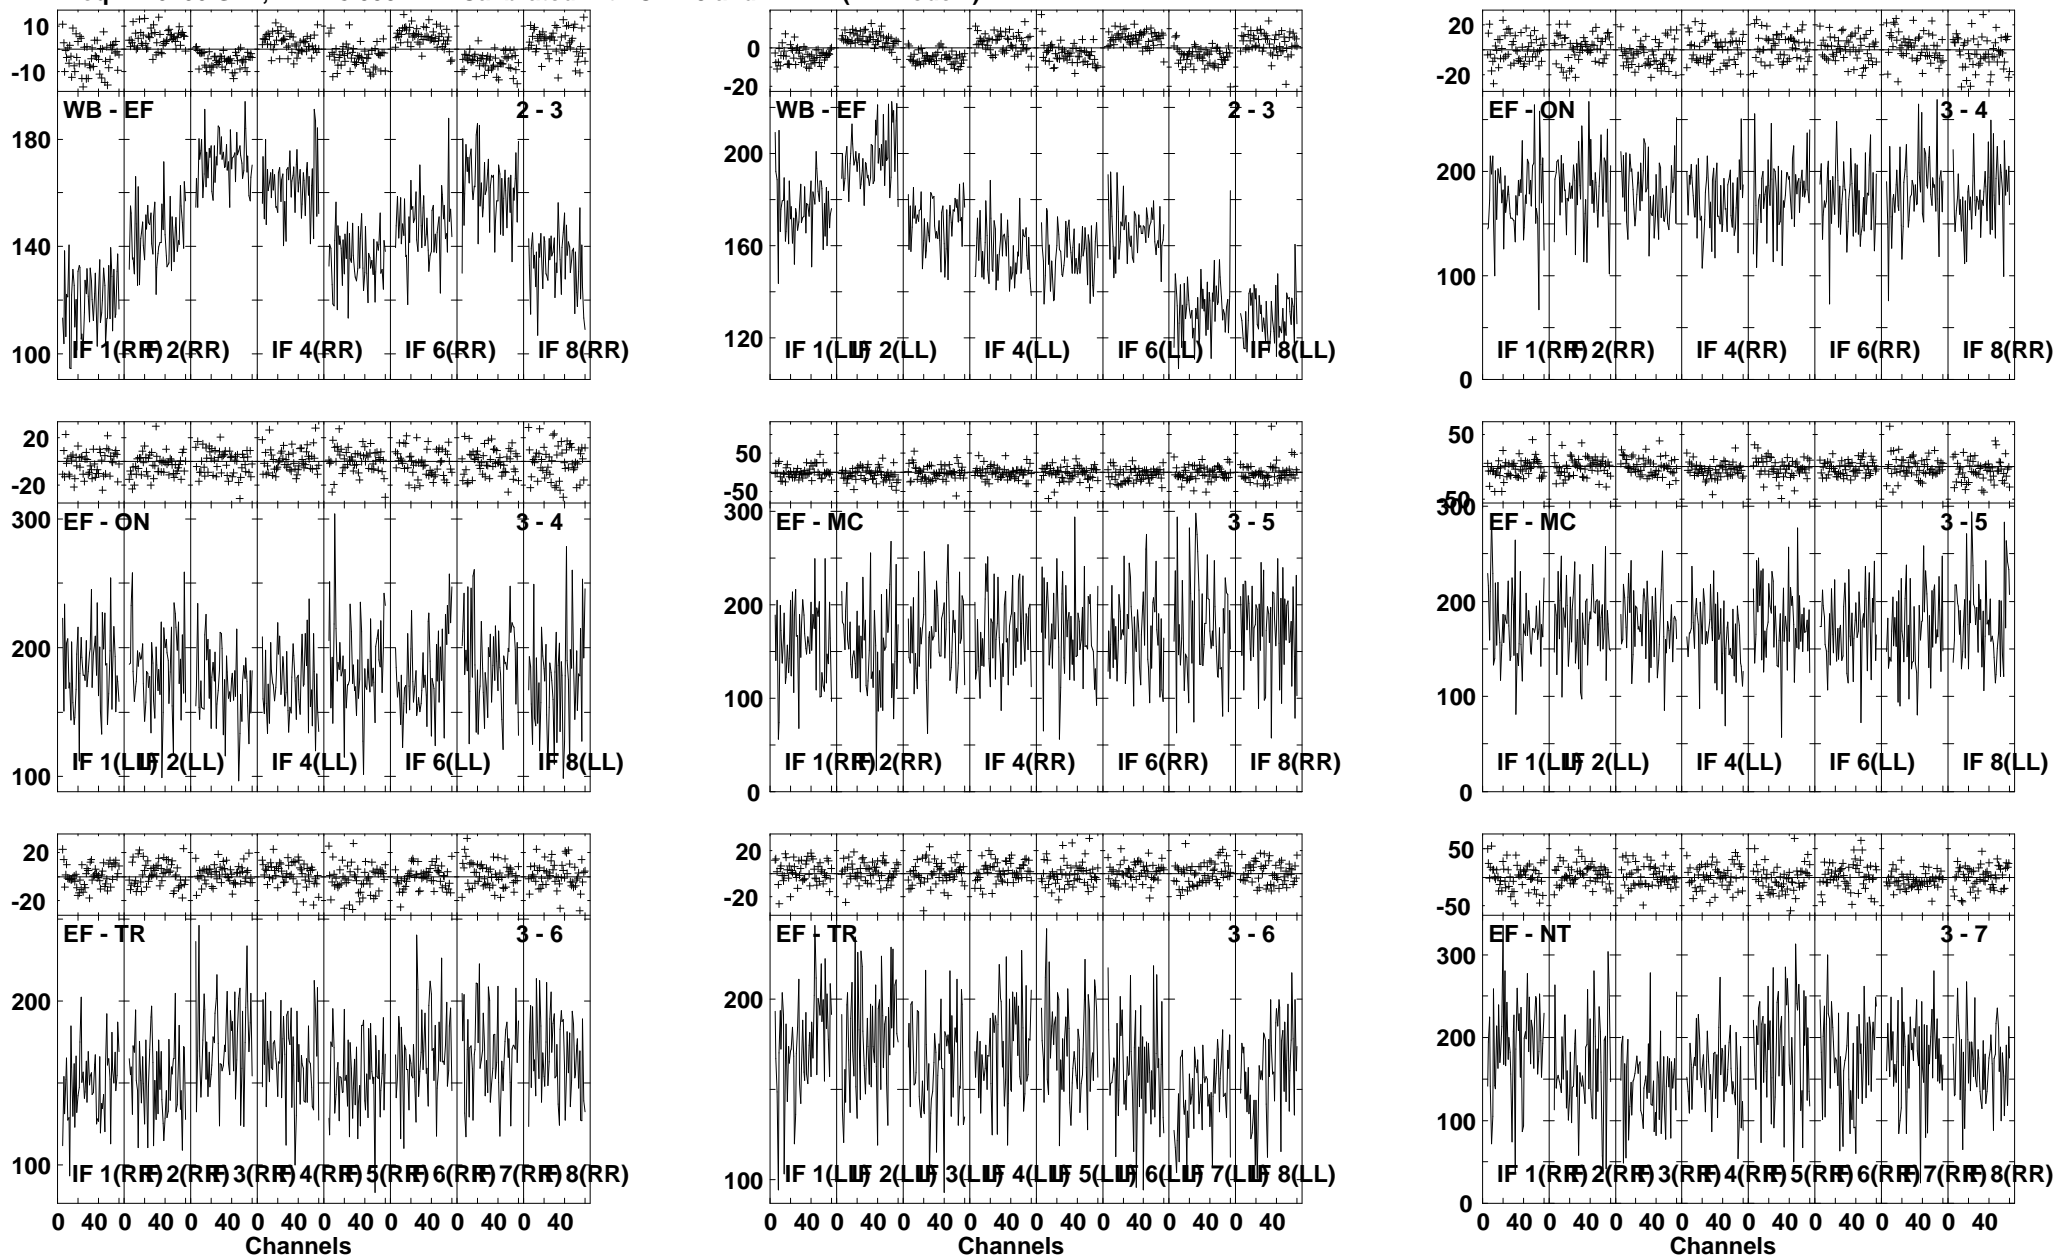 10
-10
WB - EF 2 - 3
180
140
100
IF 1(RR) IF 2(RR) IF 4(RR) IF 6(RR) IF 8(RR)
0
-20
WB - EF 2 - 3
200
160
120
IF 1(LL) IF 2(LL) IF 4(LL) IF 6(LL) IF 8(LL)
20
-20
EF - ON 3 - 4
200
100
0
IF 1(RR) IF 2(RR) IF 4(RR) IF 6(RR) IF 8(RR)
20
-20
EF - ON 3 - 4
300
200
100
IF 1(LL) IF 2(LL) IF 4(LL) IF 6(LL) IF 8(LL)
50
-50
EF - MC 3 - 5
300
200
100
0
IF 1(RR) IF 2(RR) IF 4(RR) IF 6(RR) IF 8(RR)
50
-50
EF - MC 3 - 5
300
200
100
0
IF 1(LL) IF 2(LL) IF 4(LL) IF 6(LL) IF 8(LL)
20
-20
EF - TR 3 - 6
200
100
IF 1(RR) IF 2(RR) IF 3(RR) IF 4(RR) IF 5(RR) IF 6(RR) IF 7(RR) IF 8(RR)
0 40 0 40 0 40 0 40 0 40 0 40 0 40 0 40
Channels
20
-20
EF - TR 3 - 6
200
100
IF 1(LL) IF 2(LL) IF 3(LL) IF 4(LL) IF 5(LL) IF 6(LL) IF 7(LL) IF 8(LL)
0 40 0 40 0 40 0 40 0 40 0 40 0 40 0 40
Channels
50
-50
EF - NT 3 - 7
300
200
100
0
IF 1(RR) IF 2(RR) IF 3(RR) IF 4(RR) IF 5(RR) IF 6(RR) IF 7(RR) IF 8(RR)
0 40 0 40 0 40 0 40 0 40 0 40 0 40 0 40
Channels